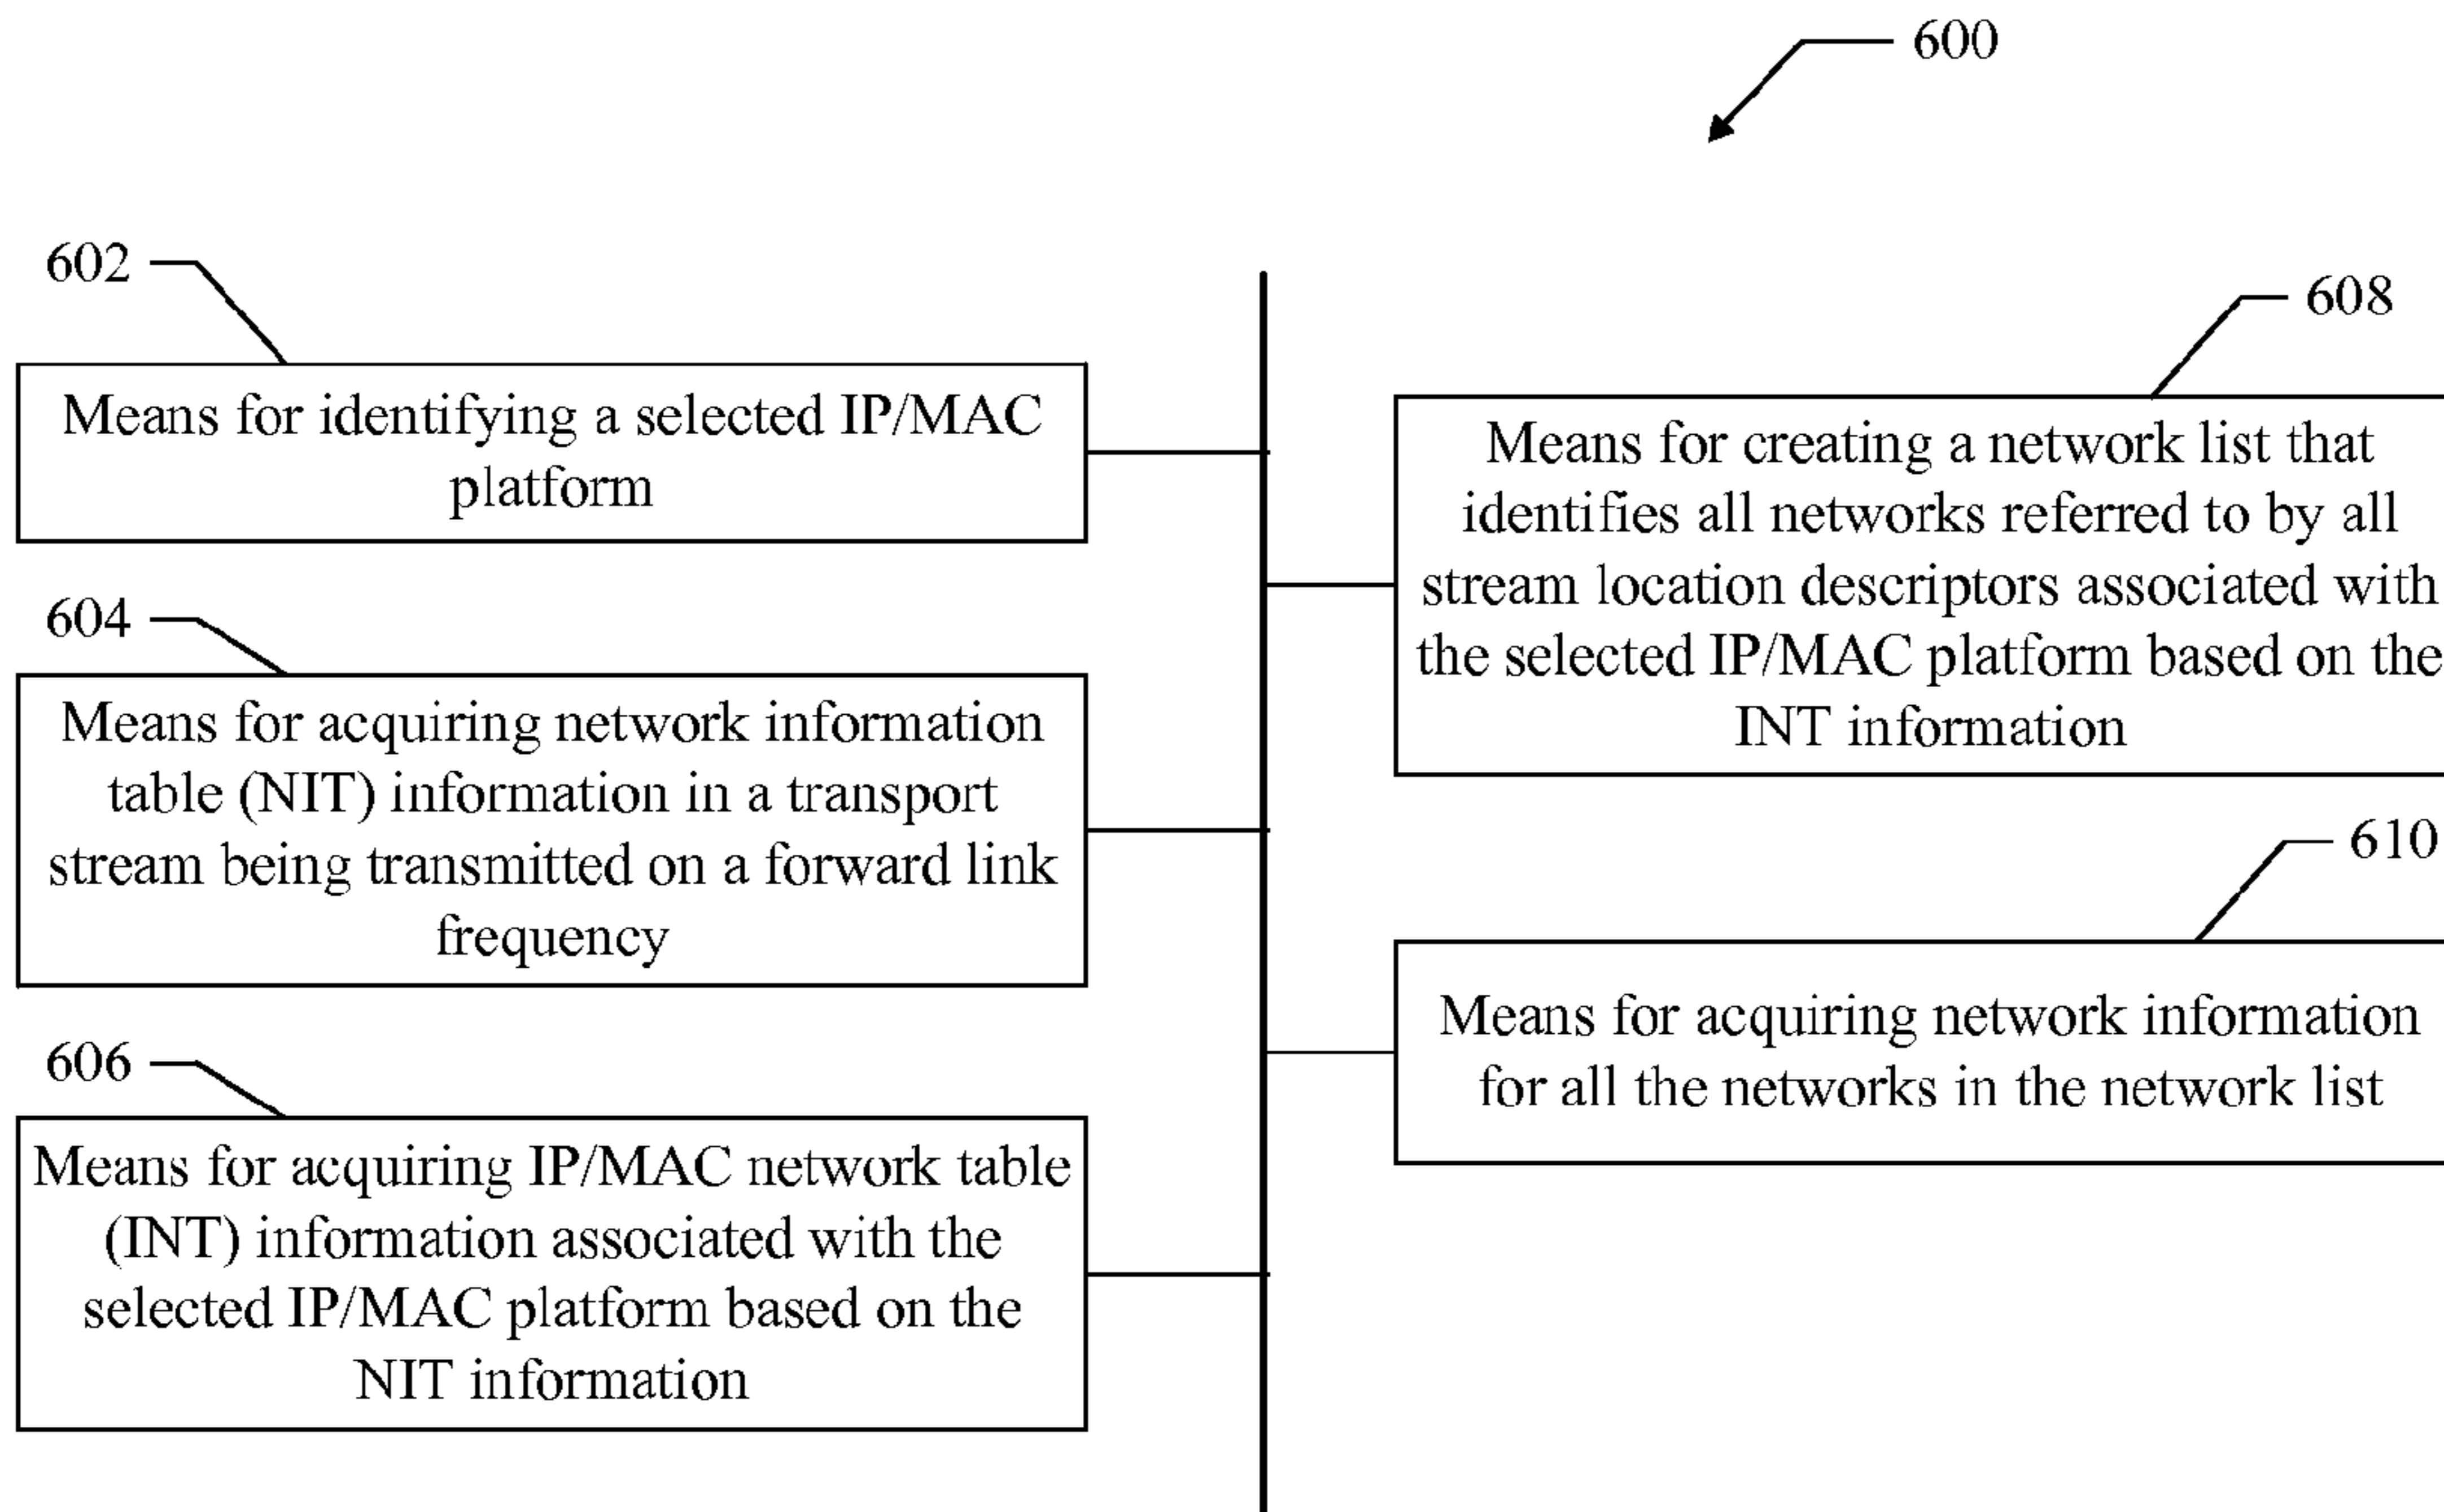 600
602
Means for identifying a selected IP/MAC
platform
604
Means for acquiring network information
table (NIT) information in a transport
stream being transmitted on a forward link
frequency
606
Means for acquiring IP/MAC network table
(INT) information associated with the
selected IP/MAC platform based on the
NIT information
608
Means for creating a network list that
identifies all networks referred to by all
stream location descriptors associated with
the selected IP/MAC platform based on the
INT information
610
Means for acquiring network information
for all the networks in the network list